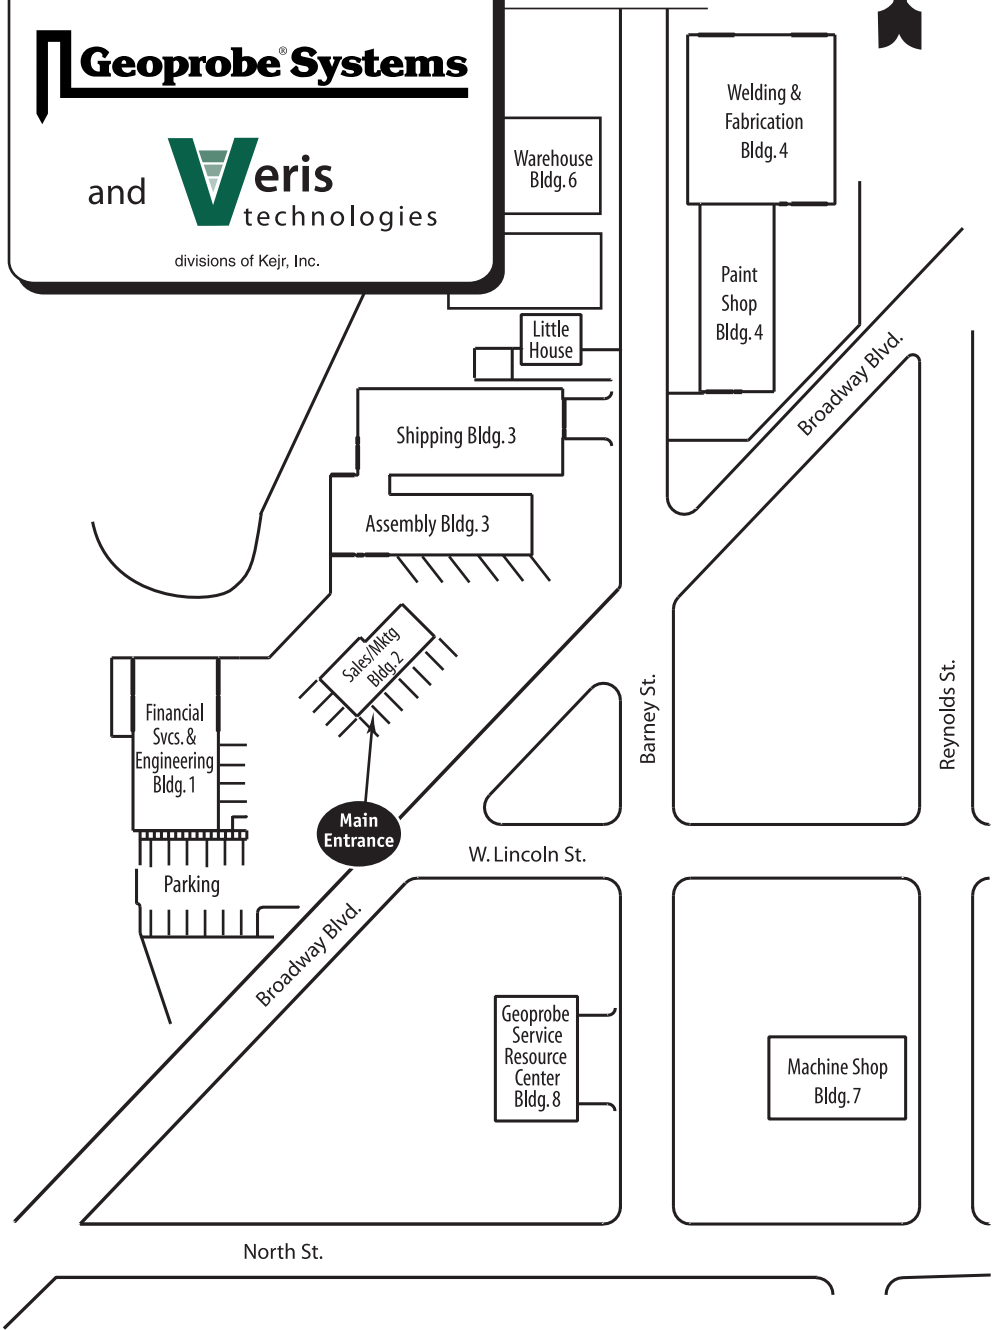 Geoprobe® Systems
and Veris
technologies
divisions of Kejr, Inc.
Welding &
Fabrication
Bldg. 4
Warehouse
Bldg. 6
Paint
Shop
Bldg. 4
Little
House
Broadway Blvd.
Shipping Bldg. 3
Assembly Bldg. 3
Sales/Mktg
Bldg. 2
Barney St.
Reynolds St.
Financial
Svcs. &
Engineering
Bldg. 1
Main
Entrance
W. Lincoln St.
Parking
Broadway Blvd.
Geoprobe
Service
Resource
Center
Bldg. 8
Machine Shop
Bldg. 7
North St.